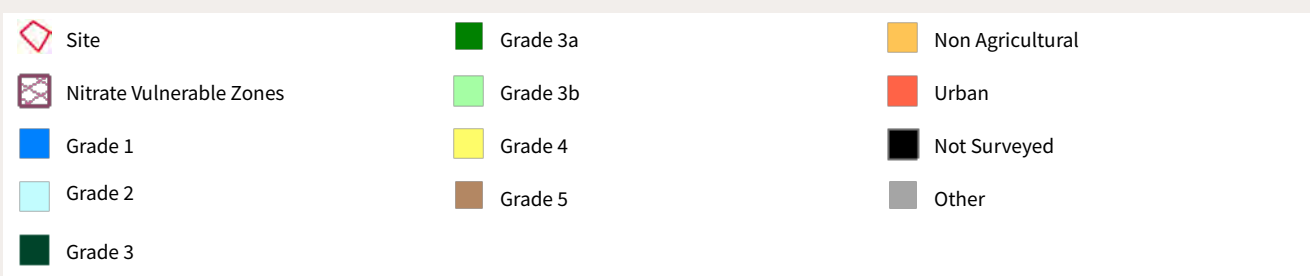 Site
Nitrate Vulnerable Zones
Grade 1
Grade 2
Grade 3
Grade 3a
Grade 3b
Grade 4
Grade 5
Non Agricultural
Urban
Not Surveyed
Other